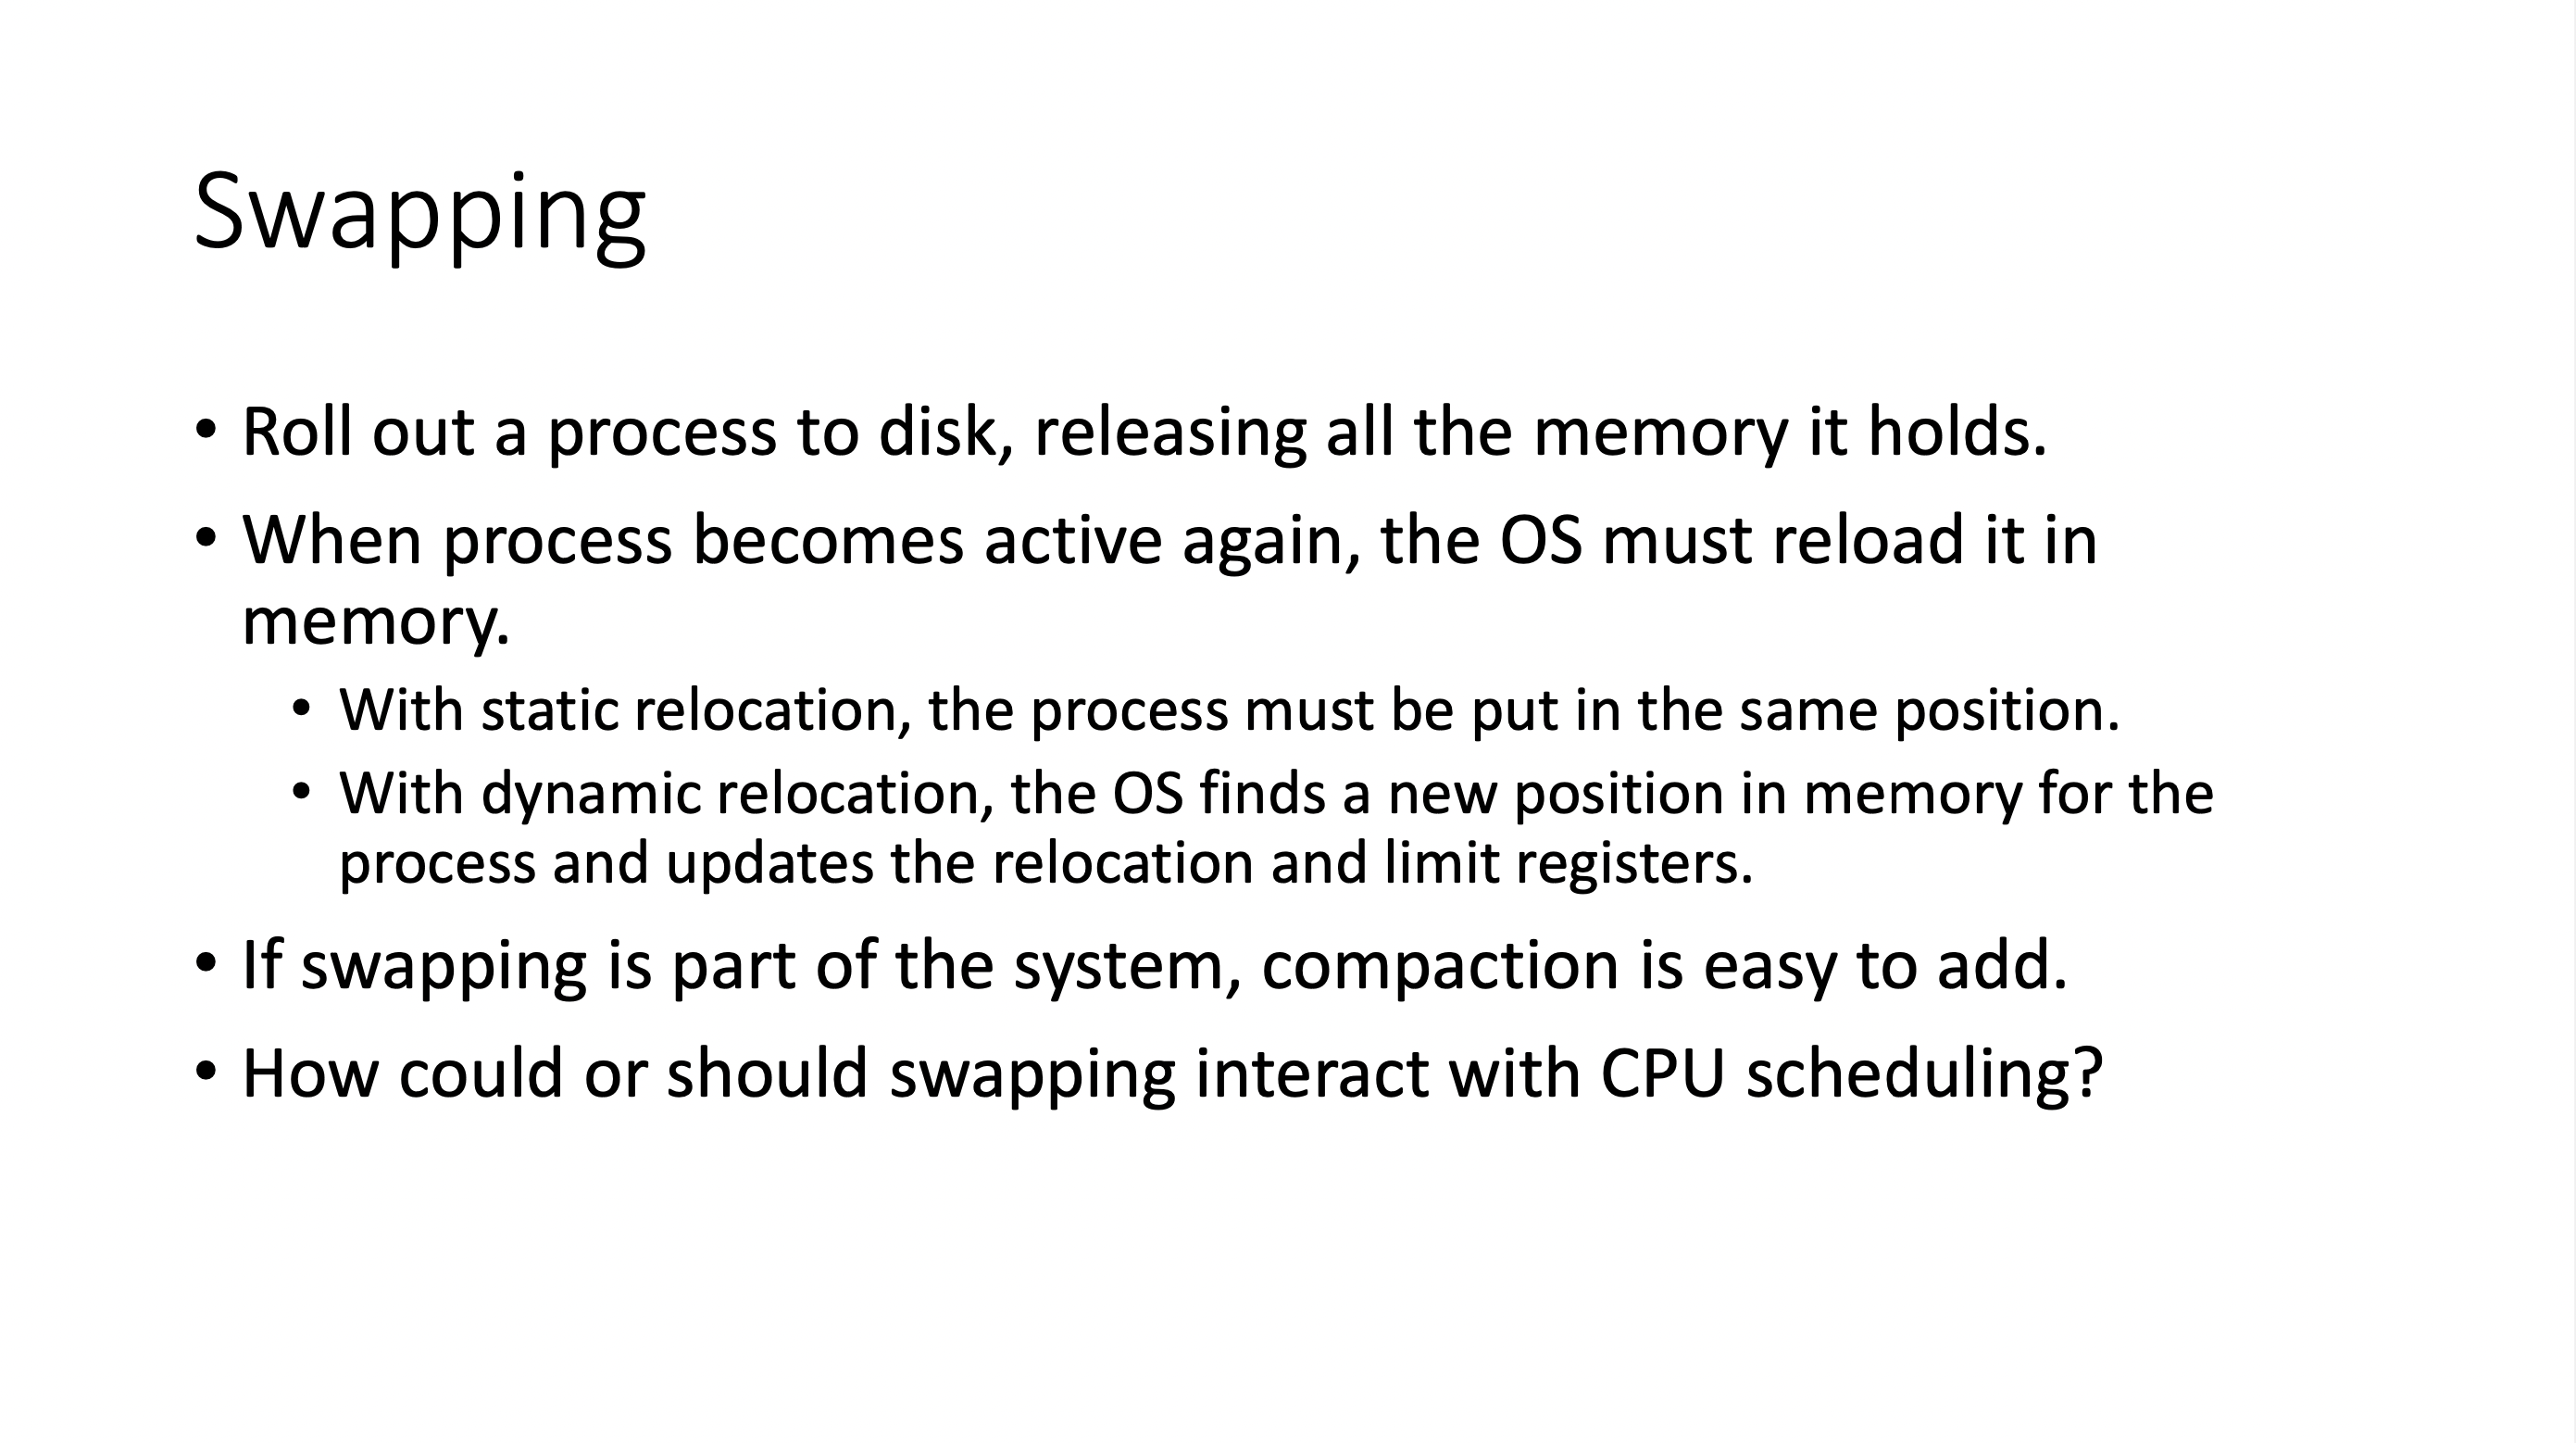 Swapping
• Roll out a process to disk, releasing all the memory it holds.
• When process becomes active again, the OS must reload it in
memory.
• With static relocation, the process must be put in the same position.
• With dynamic relocation, the OS finds a new position in memory for the
process and updates the relocation and limit registers.
• If swapping is part of the system, compaction is easy to add.
• How could or should swapping interact with CPU scheduling?